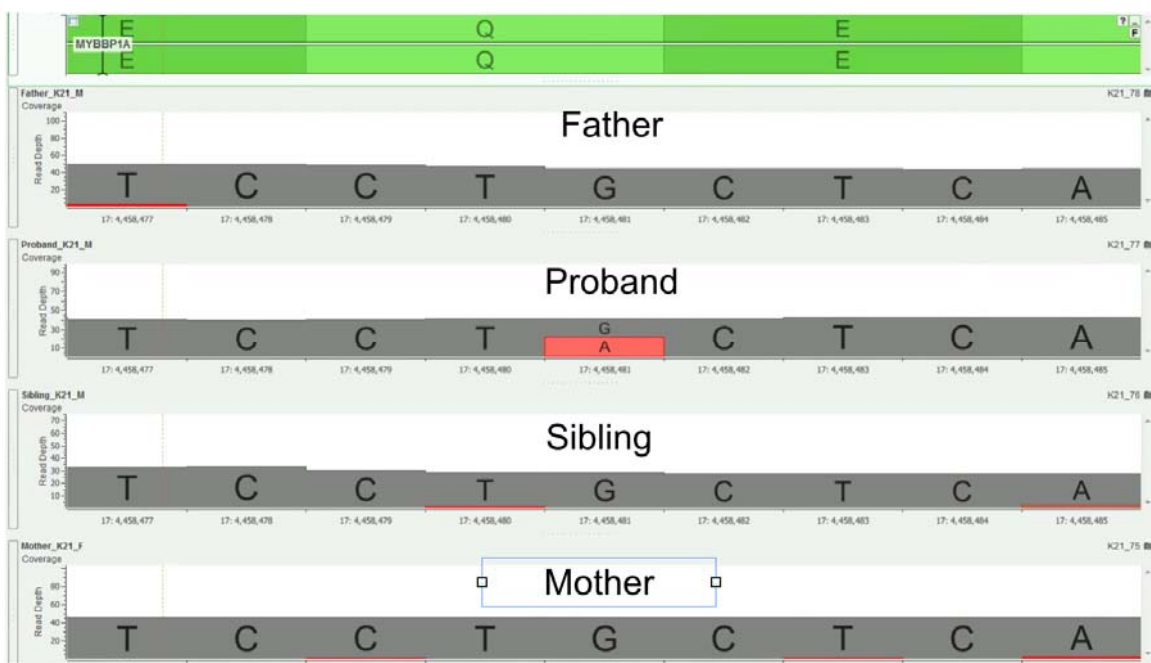 E Q E
MYBBP1A
E Q E
? F
Father_K21_M K21_78
Coverage
Father
Read Depth
100
80
60
40
20
T C C T G C T C A
17: 4,458,477 17: 4,458,478 17: 4,458,479 17: 4,458,480 17: 4,458,481 17: 4,458,482 17: 4,458,483 17: 4,458,484 17: 4,458,485
Proband_K21_M K21_77
Coverage
Proband
Read Depth
90
70
50
30
10
G
T C C T A C T C A
17: 4,458,477 17: 4,458,478 17: 4,458,479 17: 4,458,480 17: 4,458,481 17: 4,458,482 17: 4,458,483 17: 4,458,484 17: 4,458,485
Sibling_K21_M K21_76
Coverage
Sibling
Read Depth
70
60
50
40
30
20
10
T C C T G C T C A
17: 4,458,477 17: 4,458,478 17: 4,458,479 17: 4,458,480 17: 4,458,481 17: 4,458,482 17: 4,458,483 17: 4,458,484 17: 4,458,485
Mother_K21_F K21_75
Coverage
Mother
Read Depth
80
60
40
20
T C C T G C T C A